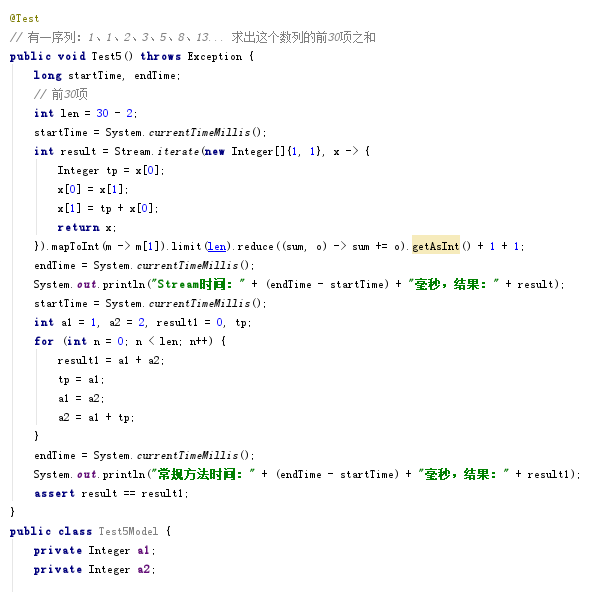 @Test
// 有一序列：1、1、2、3、5、8、13... 求出这个数列的前30项之和
public void Test5() throws Exception {
long startTime, endTime;
// 前30项
int len = 30 - 2;
startTime = System.currentTimeMillis();
int result = Stream.iterate(new Integer[]{1, 1}, x -> {
Integer tp = x[0];
x[0] = x[1];
x[1] = tp + x[0];
return x;
}).mapToInt(m -> m[1]).limit(len).reduce((sum, o) -> sum += o).getAsInt() + 1 + 1;
endTime = System.currentTimeMillis();
System.out.println("Stream时间：" + (endTime - startTime) + "毫秒，结果：" + result);
startTime = System.currentTimeMillis();
int a1 = 1, a2 = 2, result1 = 0, tp;
for (int n = 0; n < len; n++) {
result1 = a1 + a2;
tp = a1;
a1 = a2;
a2 = a1 + tp;
}
endTime = System.currentTimeMillis();
System.out.println("常规方法时间：" + (endTime - startTime) + "毫秒，结果：" + result1);
assert result == result1;
}
public class Test5Model {
private Integer a1;
private Integer a2;